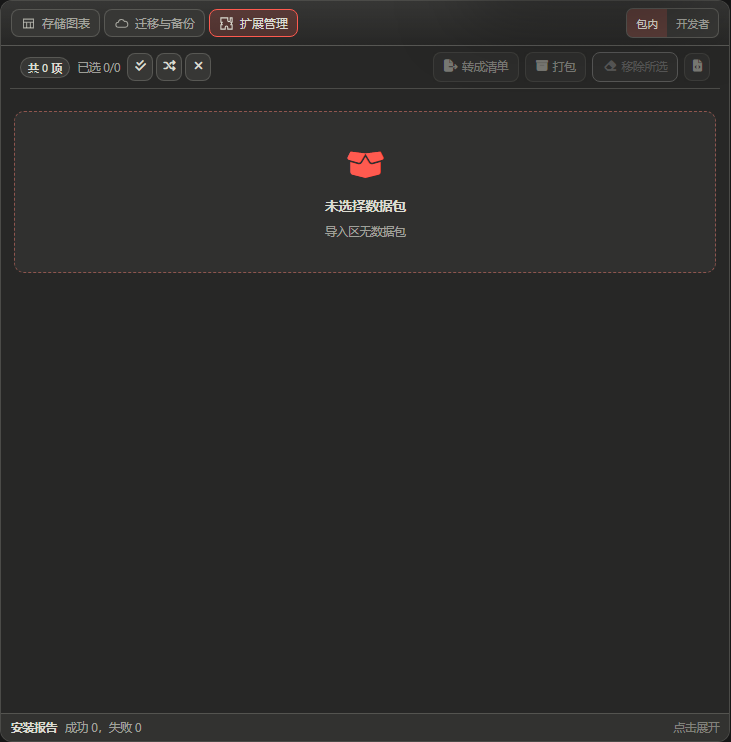 存储图表 迁移与备份 扩展管理 包内 开发者
共 0 项 已选 0/0 转成清单 打包 移除所选
未选择数据包
导入区无数据包
安装报告 成功 0，失败 0 点击展开